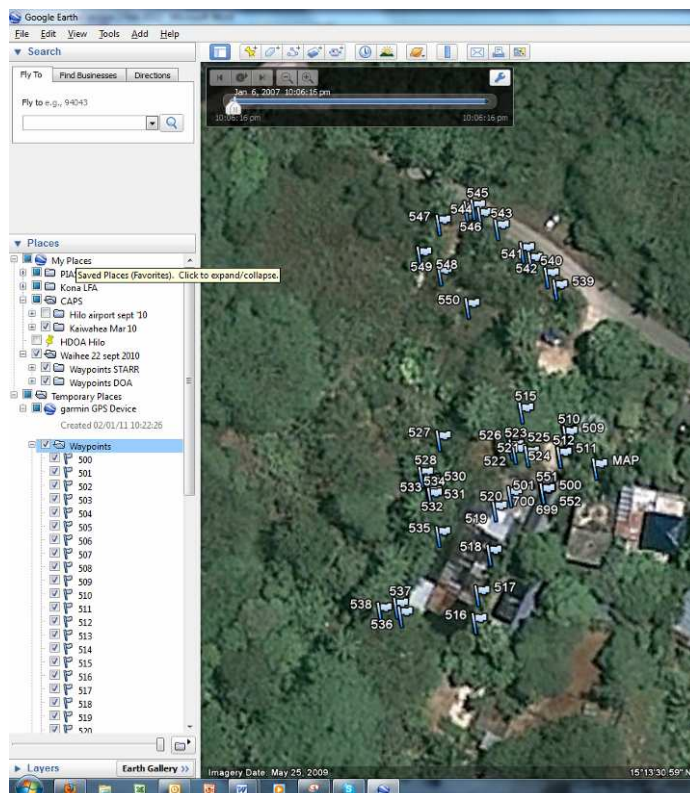 Google Earth
File Edit View Tools Add Help
Search
Fly To Find Businesses Directions
Fly to e.g., 94043
Jan 6, 2007 10:06:16 pm
10:06:16 pm 10:06:16 pm
Places
My Places
Saved Places (Favorites). Click to expand/collapse.
Kona LFA
CAPS
Hilo airport sept '10
Kaiwahea Mar 10
HDOA Hilo
Waihee 22 sept 2010
Waypoints STARR
Waypoints DOA
Temporary Places
garmin GPS Device
Created 02/01/11 10:22:26
Waypoints
500
501
502
503
504
505
506
507
508
509
510
511
512
513
514
515
516
517
518
519
520
Layers Earth Gallery >>
545
544
547 543
546
541 540
542
549 548
539
550
515
510
527 526 523 525 512 509
521
522 524 511
MAP
528
534 530
533 531
532
551
501 500
520 700 552
699
519
535
518
537
538
536
517
516
Imagery Date: May 25, 2009
15°13'30.59" N